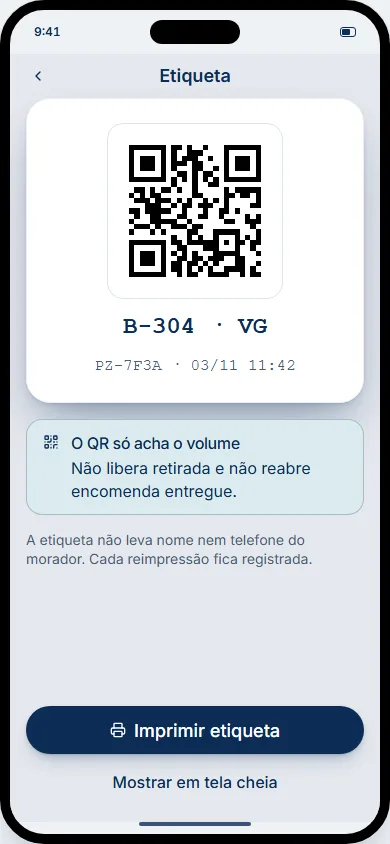 9:41
Etiqueta
B-304 · VG
PZ-7F3A · 03/11 11:42
O QR só acha o volume
Não libera retirada e não reabre
encomenda entregue.
A etiqueta não leva nome nem telefone do
morador. Cada reimpressão fica registrada.
Imprimir etiqueta
Mostrar em tela cheia